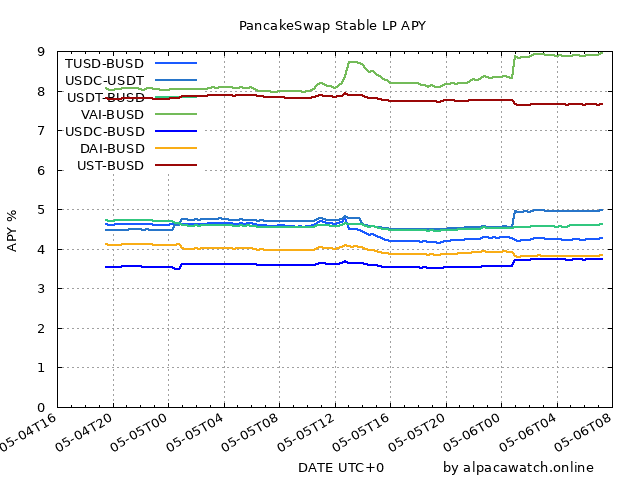 PancakeSwap Stable LP APY
TUSD-BUSD
USDC-USDT
USDT-BUSD
VAI-BUSD
USDC-BUSD
DAI-BUSD
UST-BUSD
9
8
7
6
5
4
3
2
1
0
APY %
05-04T16
05-04T20
05-05T00
05-05T04
05-05T08
05-05T12
05-05T16
05-05T20
05-06T00
05-06T04
05-06T08
DATE UTC+0
by alpacawatch.online